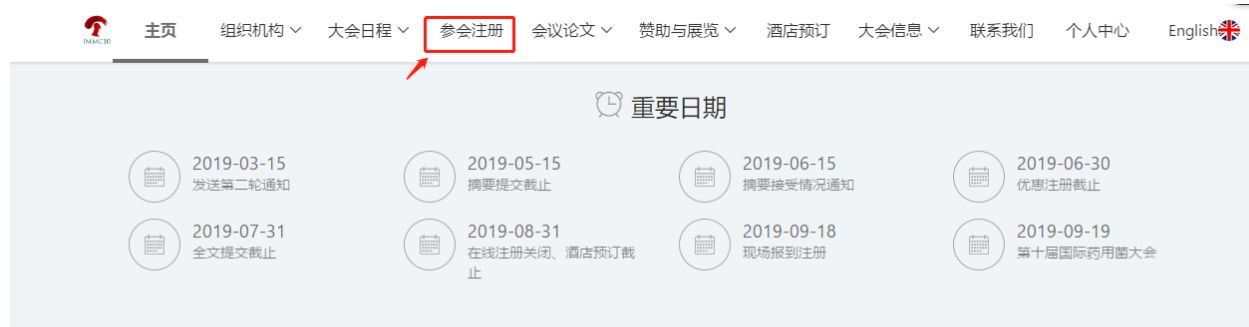 IMMC10
主页 组织机构 大会日程 参会注册 会议论文 赞助与展览 酒店预订 大会信息 联系我们 个人中心 English
重要日期
2019-03-15
发送第二轮通知
2019-05-15
摘要提交截止
2019-06-15
摘要接受情况通知
2019-06-30
优惠注册截止
2019-07-31
全文提交截止
2019-08-31
在线注册关闭、酒店预订截
止
2019-09-18
现场报到注册
2019-09-19
第十届国际药用菌大会